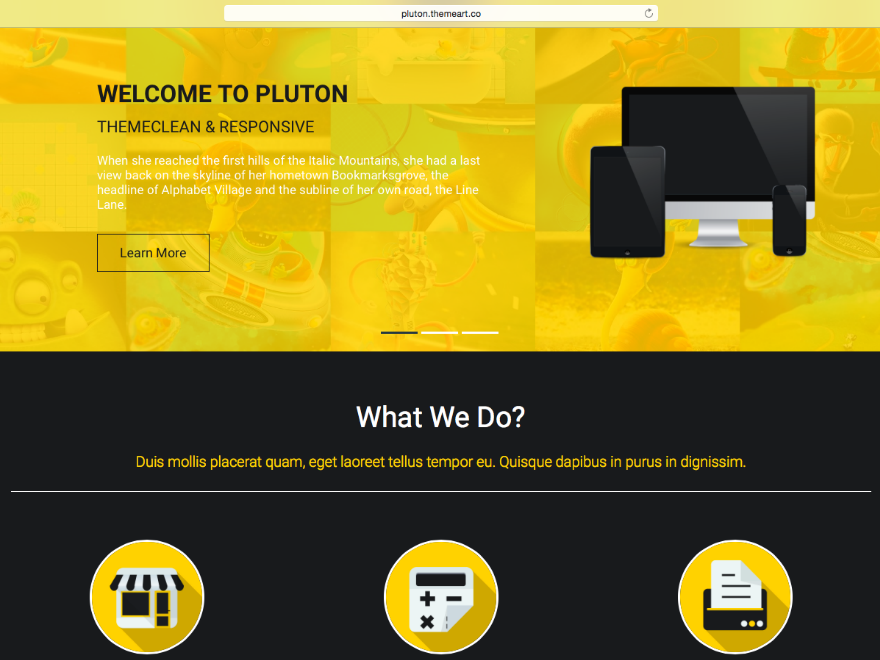 pluton.themeart.co
WELCOME TO PLUTON
THEMECLEAN & RESPONSIVE
When she reached the first hills of the Italic Mountains, she had a last
view back on the skyline of her hometown Bookmarksgrove, the
headline of Alphabet Village and the subline of her own road, the Line
Lane.
Learn More
What We Do?
Duis mollis placerat quam, eget laoreet tellus tempor eu. Quisque dapibus in purus in dignissim.